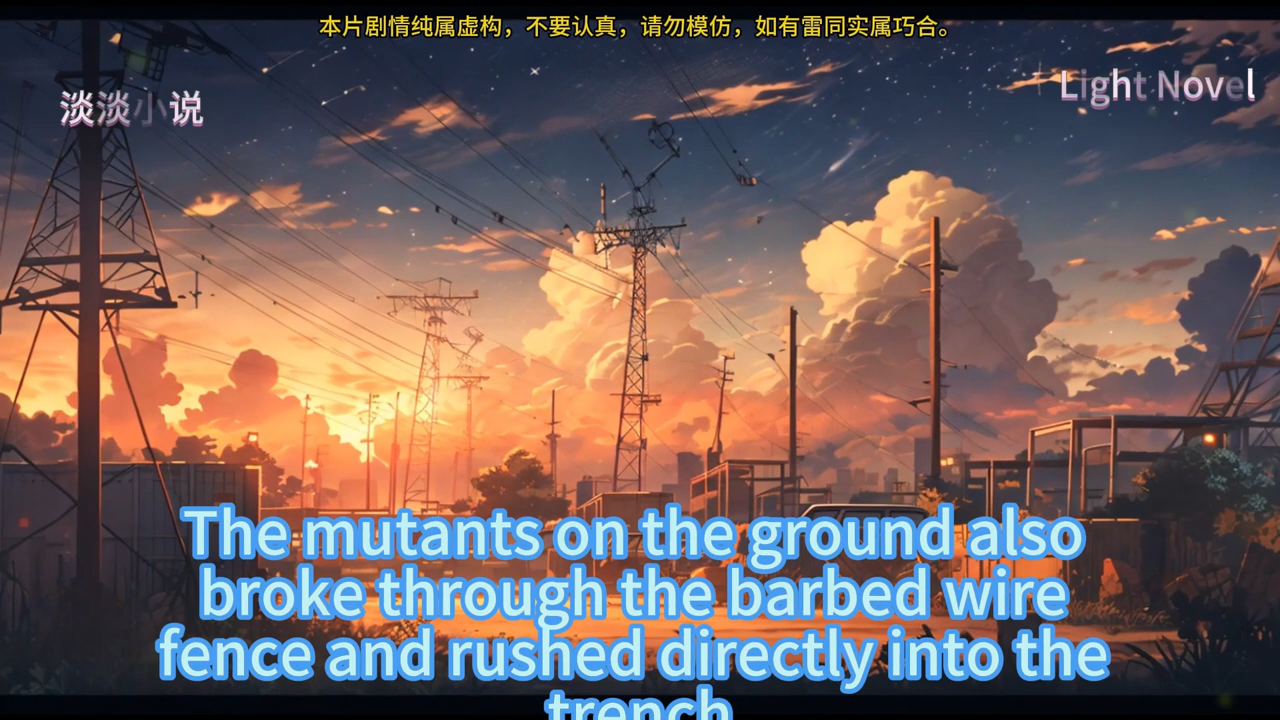 本片剧情纯属虚构，不要认真，请勿模仿，如有雷同实属巧合。
淡淡小说
Light Novel
The mutants on the ground also
broke through the barbed wire
fence and rushed directly into the
trench